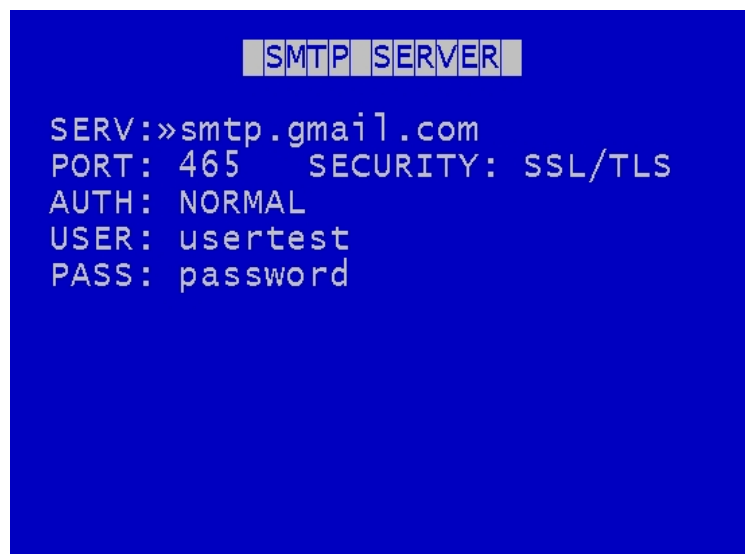 SMTP SERVER
SERV:»smtp.gmail.com
PORT: 465 SECURITY: SSL/TLS
AUTH: NORMAL
USER: usertest
PASS: password